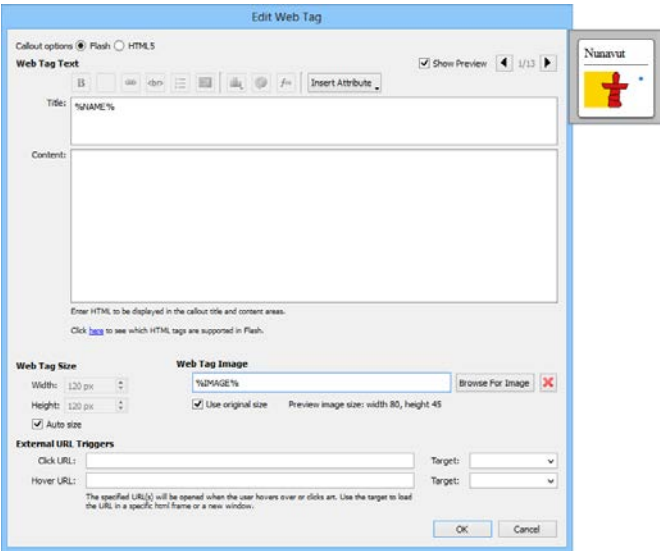 Edit Web Tag
Callout options Flash HTML5
Web Tag Text
Show Preview 1/13
B <br> Insert Attribute
Title: %NAME%
Content:
Enter HTML to be displayed in the callout title and content areas.
Click here to see which HTML tags are supported in Flash.
Web Tag Size
Width: 120 px
Height: 120 px
Auto size
Web Tag Image
%IMAGE%
Browse For Image
Use original size Preview image size: width 80, height 45
External URL Triggers
Click URL: Target:
Hover URL: Target:
The specified URL(s) will be opened when the user hovers over or clicks art. Use the target to load
the URL in a specific html frame or a new window.
OK Cancel
Nunavut